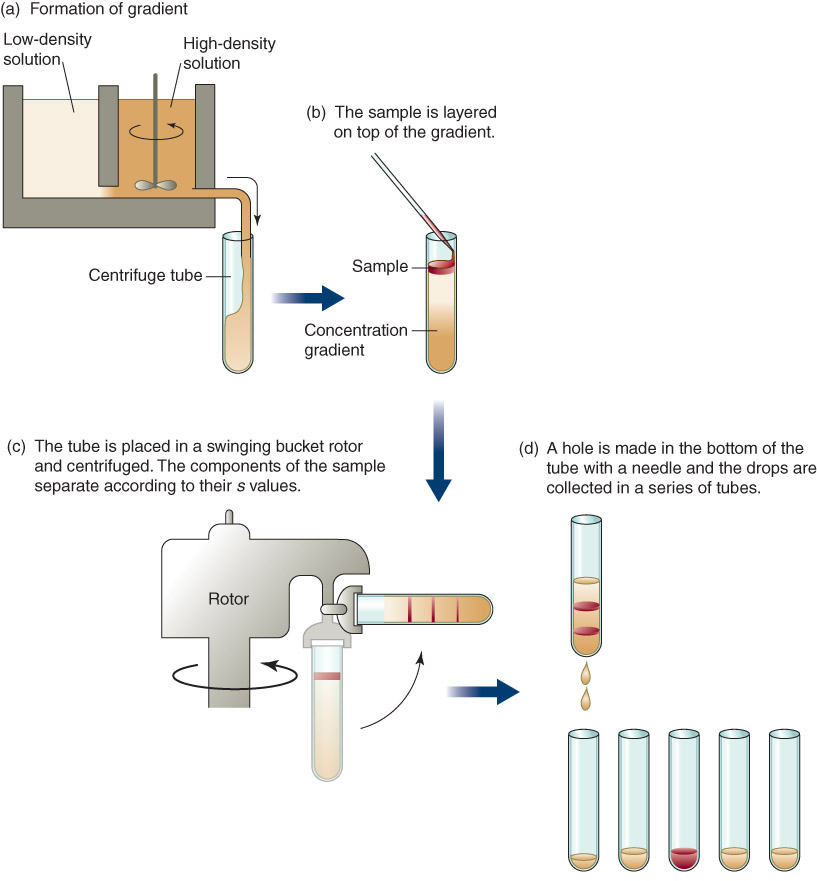 (a) Formation of gradient
Low-density
solution
High-density
solution
Centrifuge tube
(b) The sample is layered
on top of the gradient.
Sample
Concentration
gradient
(c) The tube is placed in a swinging bucket rotor
and centrifuged. The components of the sample
separate according to their s values.
Rotor
(d) A hole is made in the bottom of the
tube with a needle and the drops are
collected in a series of tubes.